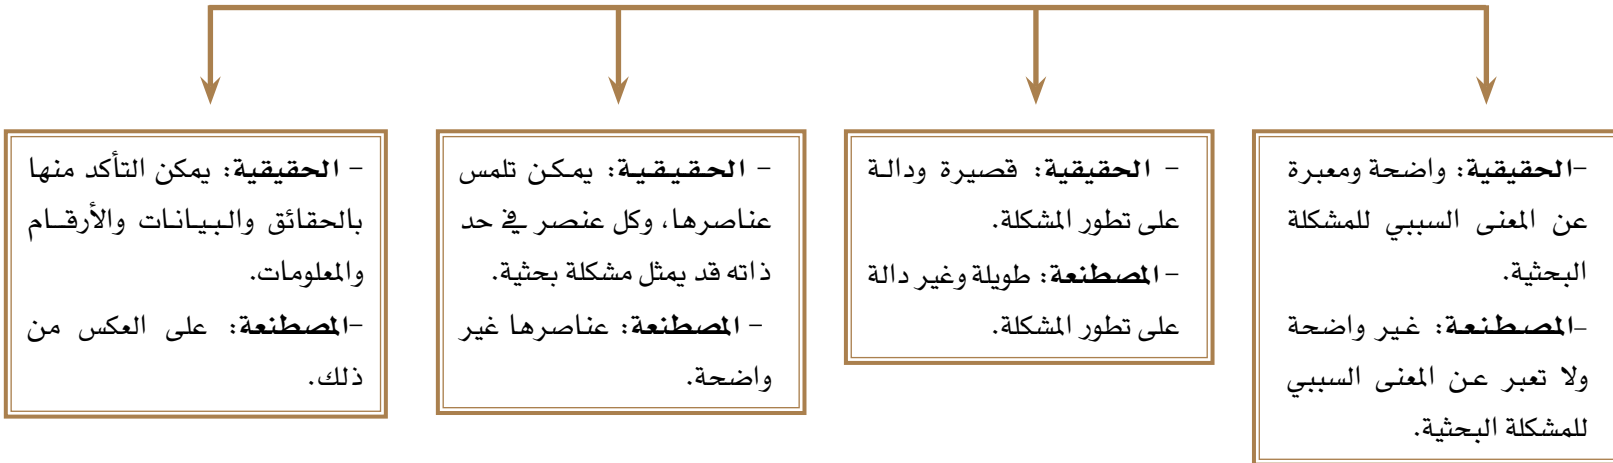 -الحقيقية: واضحة ومعبرة
عن المعنى السببي للمشكلة
البحثية.
-المصطنعة: غير واضحة
ولا تعبر عن المعنى السببي
للمشكلة البحثية.
- الحقيقية: قصيرة ودالة
على تطور المشكلة.
- المصطنعة: طويلة وغير دالة
على تطور المشكلة.
- الحقيقية: يمكن تلمس
عناصرها، وكل عنصر في حد
ذاته قد يمثل مشكلة بحثية.
- المصطنعة: عناصرها غير
واضحة.
- الحقيقية: يمكن التأكد منها
بالحقائق والبيانات والأرقام
والمعلومات.
-المصطنعة: على العكس من
ذلك.